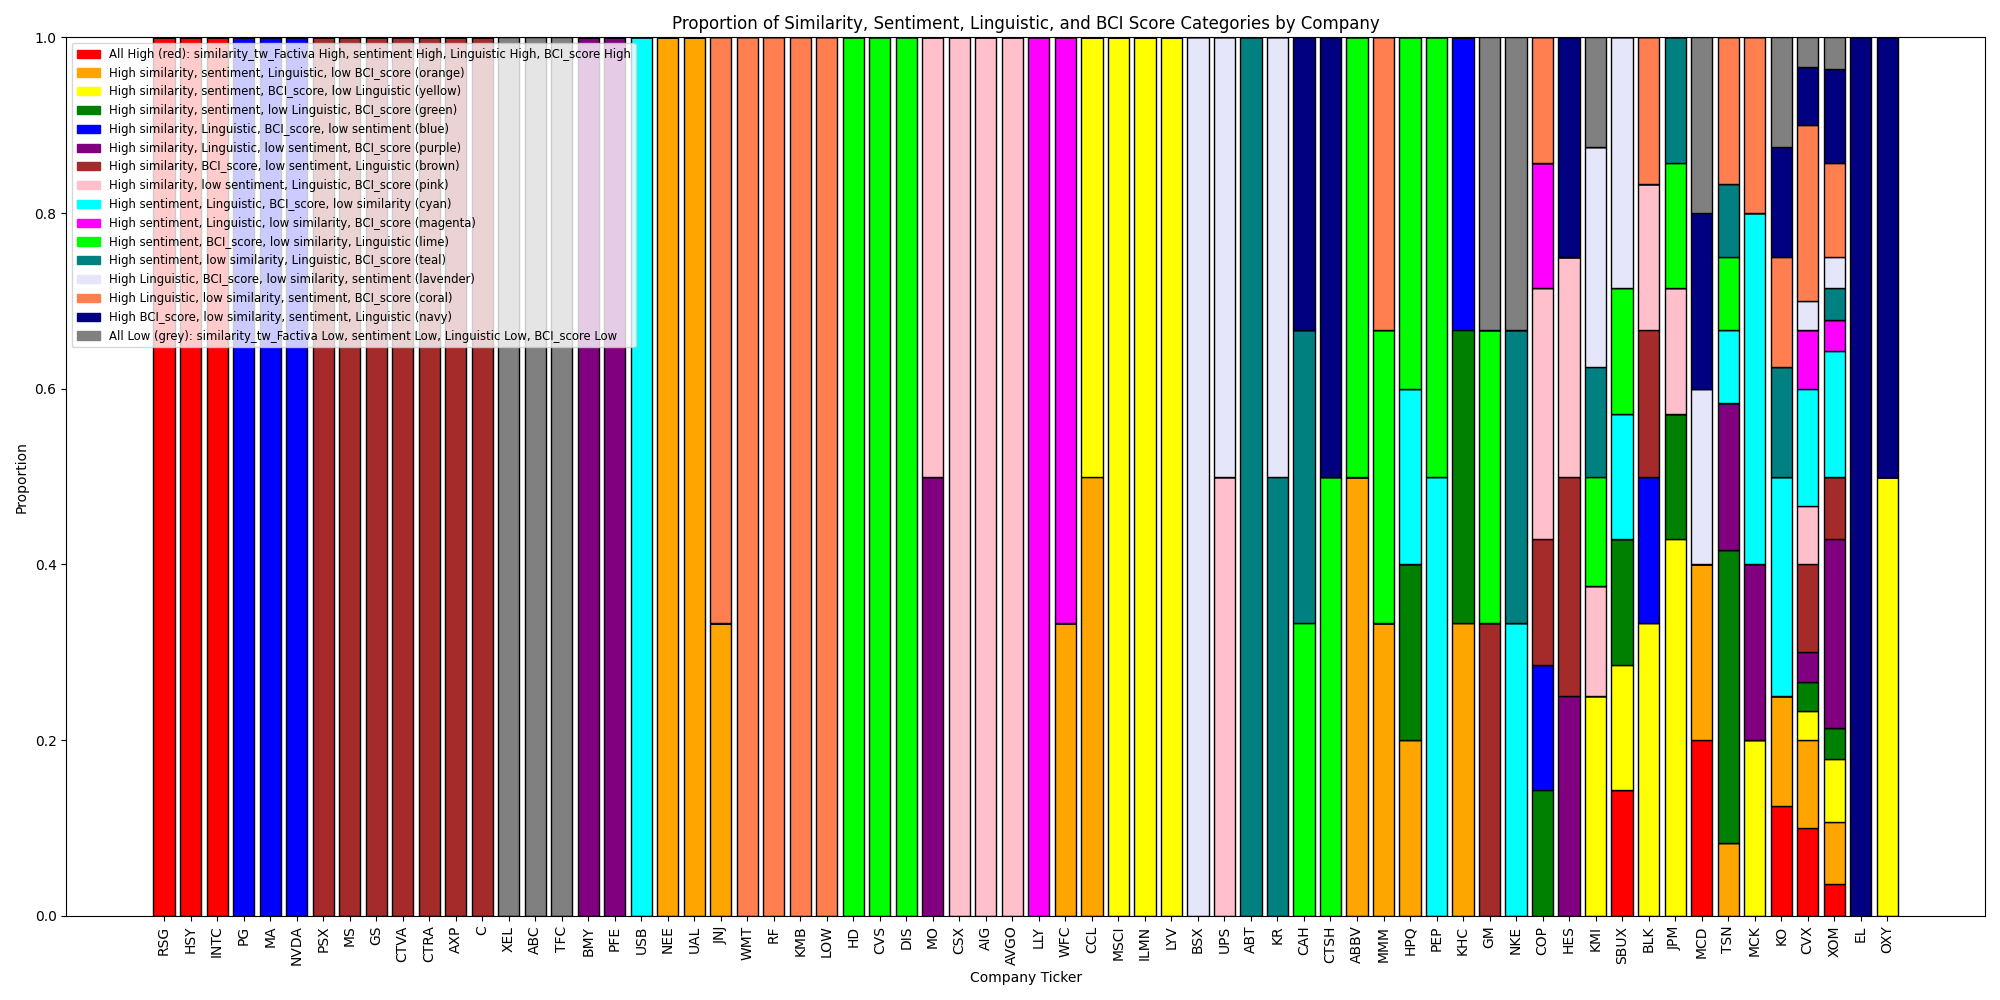 Proportion of Similarity, Sentiment, Linguistic, and BCI Score Categories by Company
All High (red): similarity_tw_Factiva High, sentiment High, Linguistic High, BCI_score High
High similarity, sentiment, Linguistic, low BCI_score (orange)
High similarity, sentiment, BCI_score, low Linguistic (yellow)
High similarity, sentiment, low Linguistic, BCI_score (green)
High similarity, Linguistic, BCI_score, low sentiment (blue)
High similarity, Linguistic, low sentiment, BCI_score (purple)
High similarity, BCI_score, low sentiment, Linguistic (brown)
High similarity, low sentiment, Linguistic, BCI_score (pink)
High sentiment, Linguistic, BCI_score, low similarity (cyan)
High sentiment, Linguistic, low similarity, BCI_score (magenta)
High sentiment, BCI_score, low similarity, Linguistic (lime)
High sentiment, low similarity, Linguistic, BCI_score (teal)
High Linguistic, BCI_score, low similarity, sentiment (lavender)
High Linguistic, low similarity, sentiment, BCI_score (coral)
High BCI_score, low similarity, sentiment, Linguistic (navy)
All Low (grey): similarity_tw_Factiva Low, sentiment Low, Linguistic Low, BCI_score Low
1.0
0.8
0.6
0.4
0.2
0.0
Proportion
RSG
HSY
INTC
PG
MA
NVDA
PSX
MS
GS
CTVA
CTRA
AXP
C
XEL
ABC
TFC
BMY
PFE
USB
NEE
UAL
JNJ
WMT
RF
KMB
LOW
HD
CVS
DIS
MO
CSX
AIG
AVGO
LLY
WFC
CCL
MSCI
ILMN
LYV
BSX
UPS
ABT
KR
CAH
CTSH
ABBV
MMM
HPQ
PEP
KHC
GM
NKE
COP
HES
KMI
SBUX
BLK
JPM
MCD
TSN
MCK
KO
CVX
XOM
EL
OXY
Company Ticker